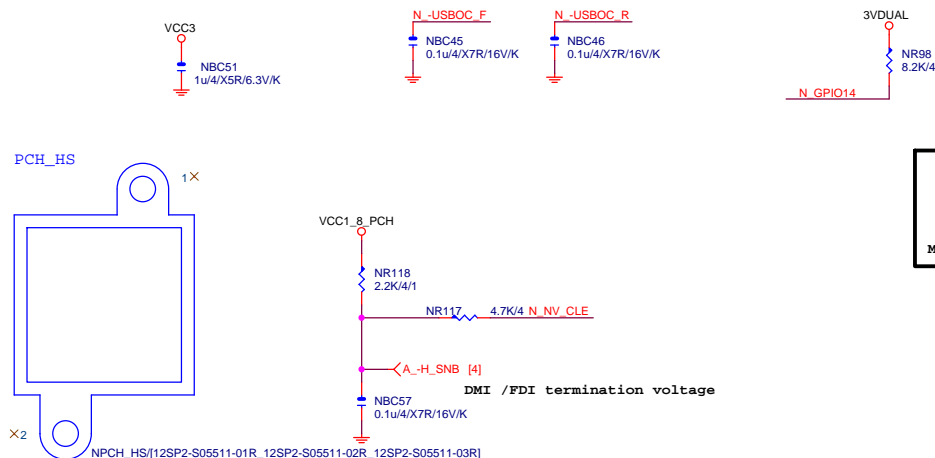 N_-USBOC_F
N_-USBOC_R
3VDUAL
VCC3
NBC45
0.1u/4/X7R/16V/K
NBC46
0.1u/4/X7R/16V/K
NR98
8.2K/4
NBC51
1u/4/X5R/6.3V/K
N_GPIO14
PCH_HS
1
VCC1_8_PCH
M
NR118
2.2K/4/1
NR117 4.7K/4 N_NV_CLE
A_-H_SNB [4]
DMI /FDI termination voltage
NBC57
0.1u/4/X7R/16V/K
2
NPCH_HS/[12SP2-S05511-01R_12SP2-S05511-02R_12SP2-S05511-03R]